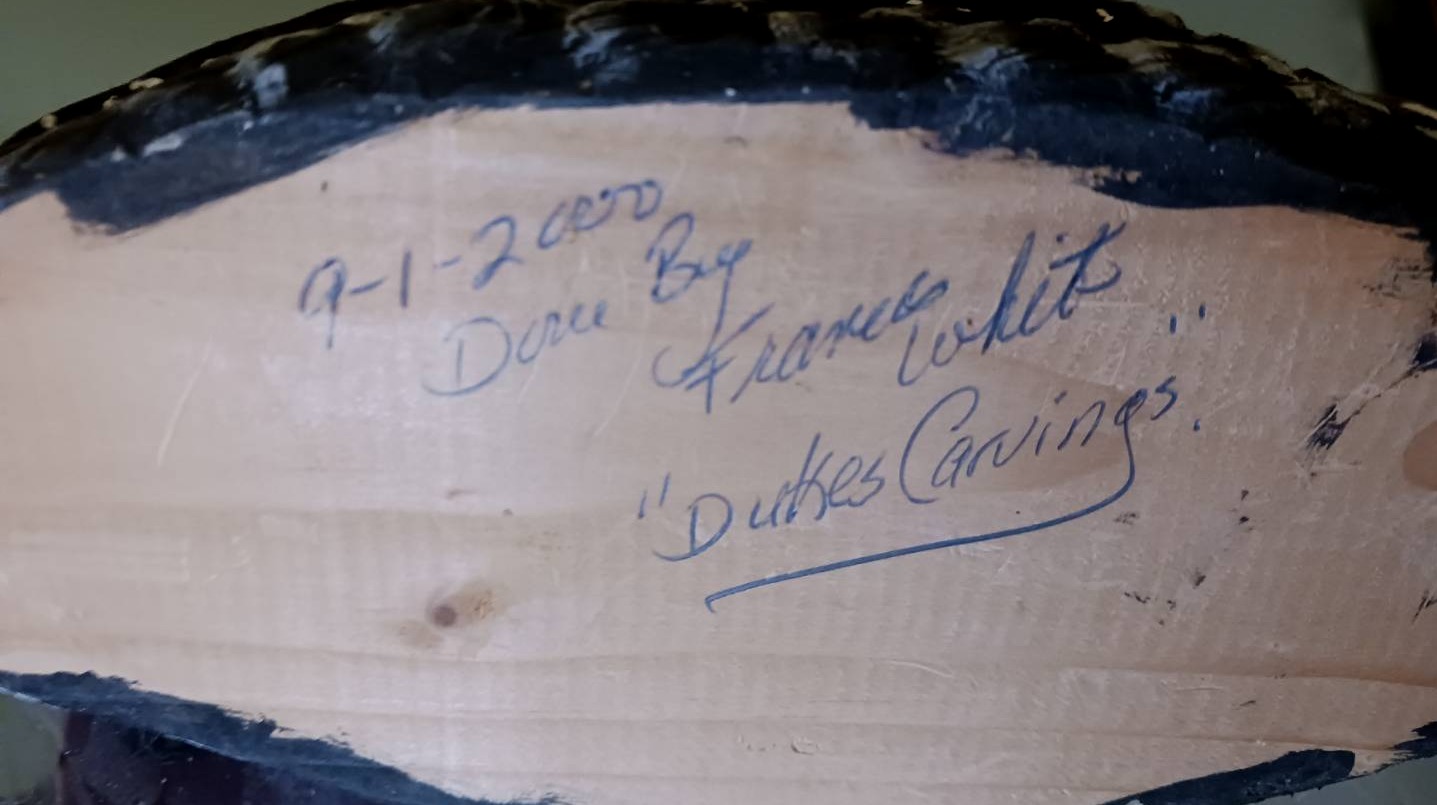 9-1-2000
Done By
Frances White
"Dukes Carvings."